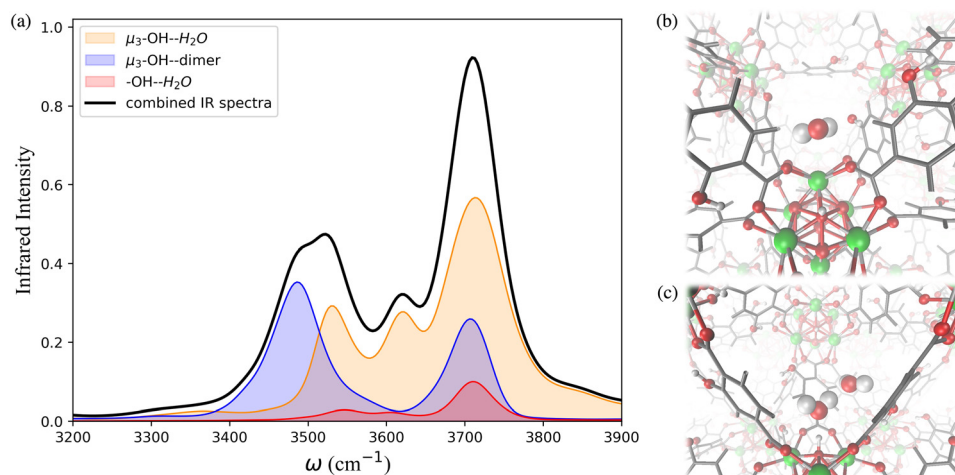 (a)
μ₃-OH--H₂O
μ₃-OH--dimer
-OH--H₂O
combined IR spectra
Infrared Intensity
1.0
0.8
0.6
0.4
0.2
0.0
3200 3300 3400 3500 3600 3700 3800 3900
ω (cm⁻¹)
(b)
(c)